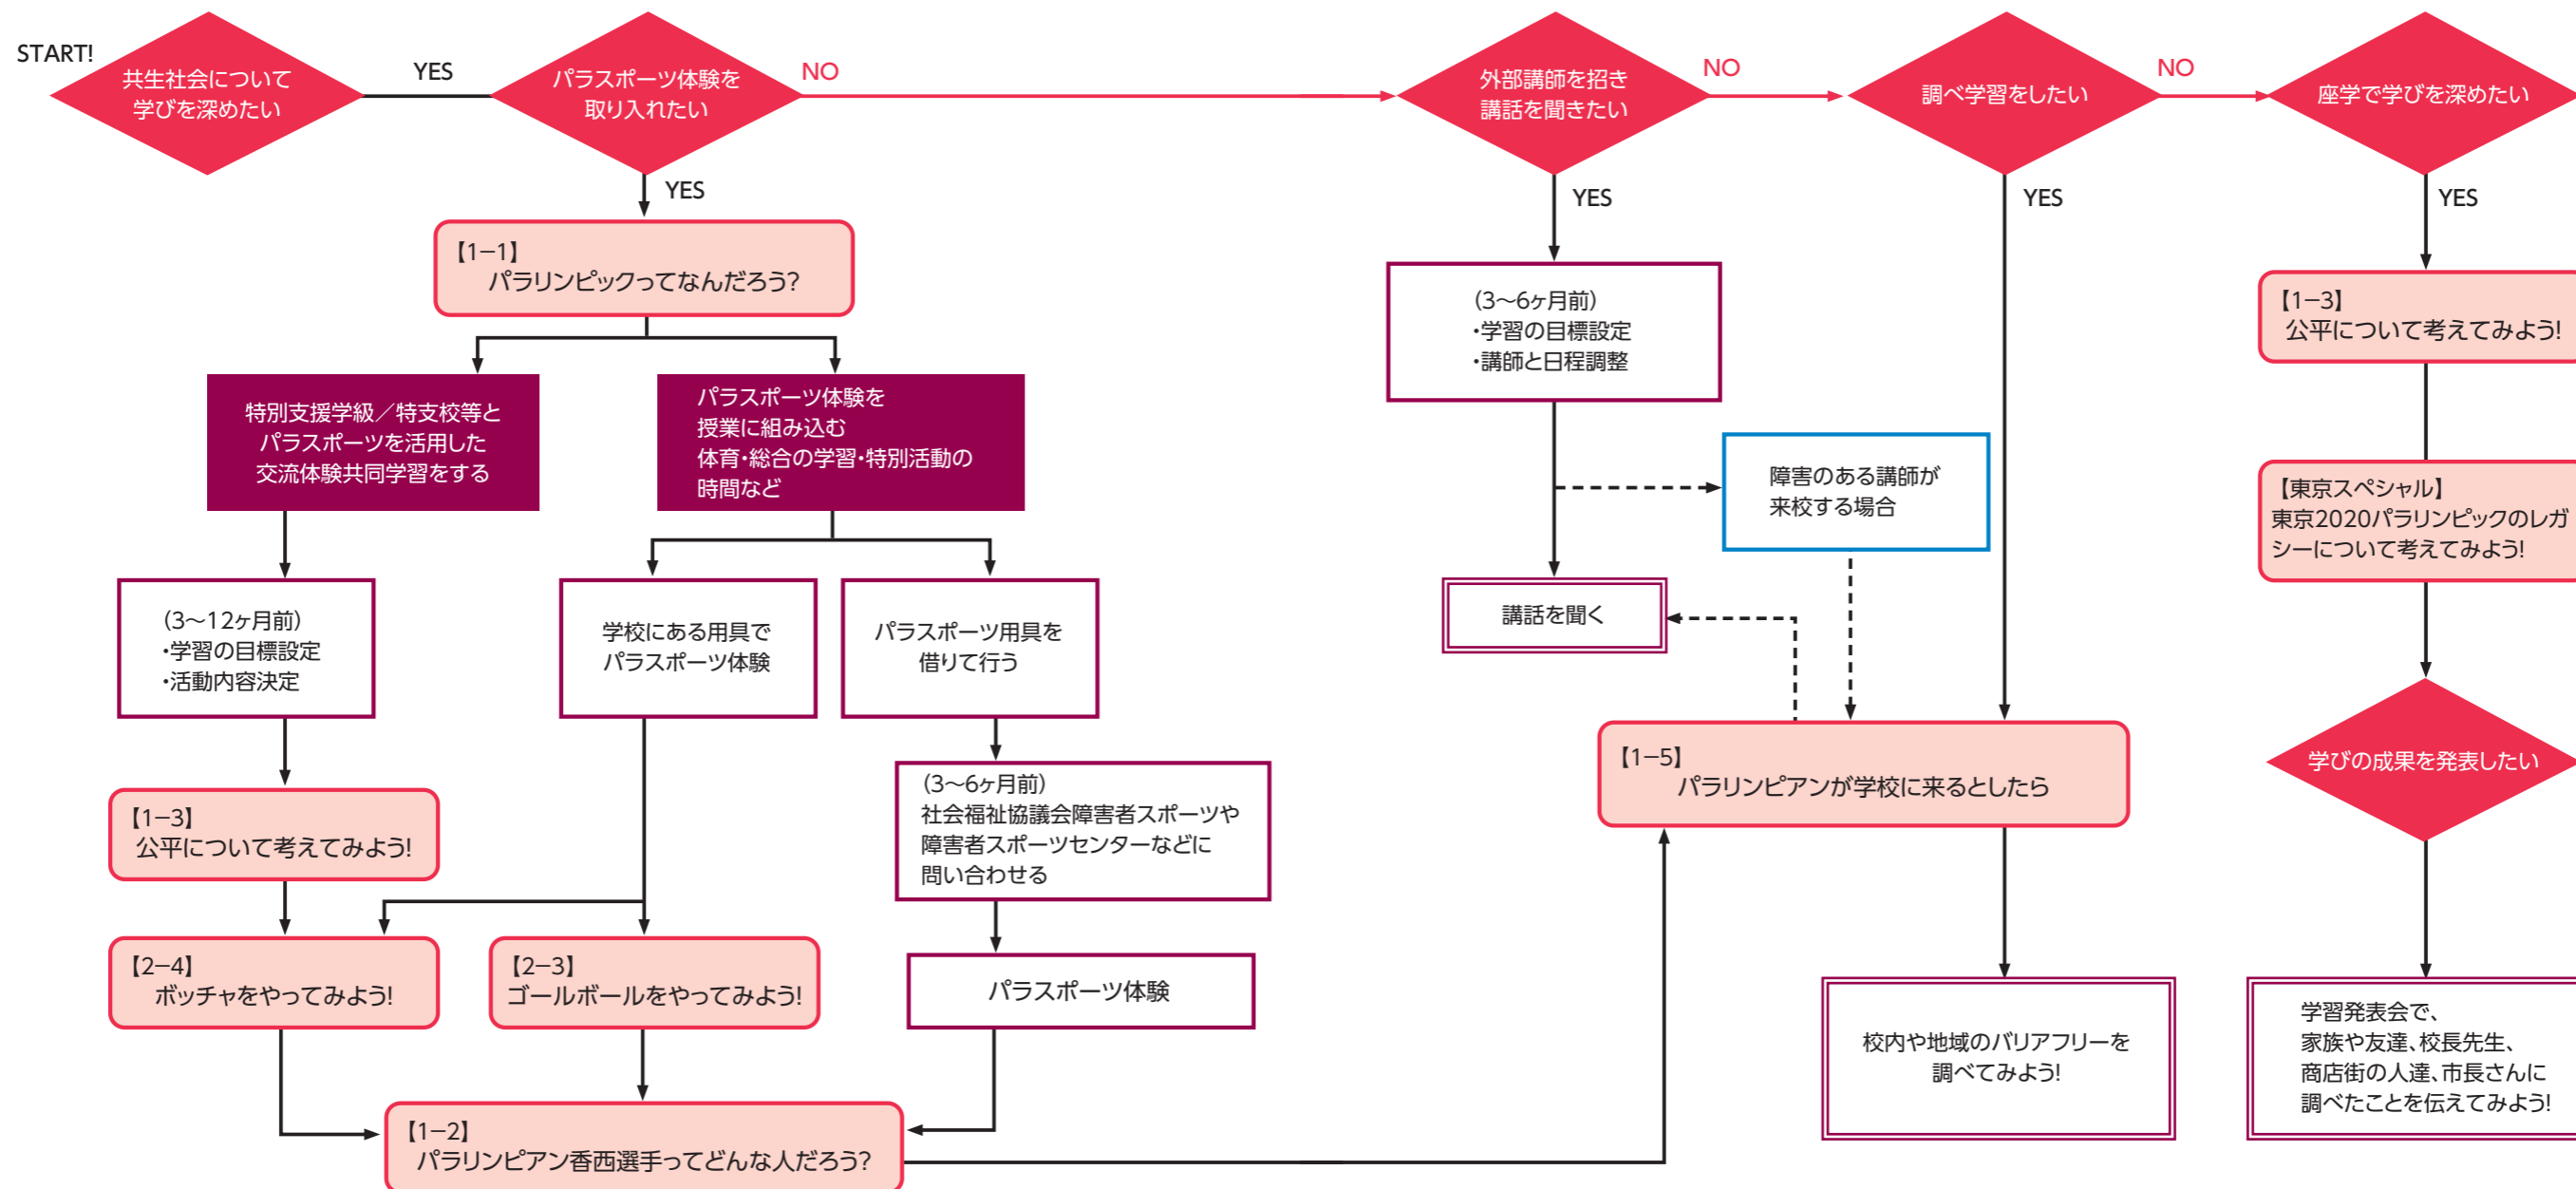 START!
共生社会について
学びを深めたい
YES
パラスポーツ体験を
取り入れたい
NO
外部講師を招き
講話を聞きたい
NO
調べ学習をしたい
NO
座学で学びを深めたい
YES
YES
YES
YES
【1−1】
パラリンピックってなんだろう?
特別支援学級／特支校等と
パラスポーツを活用した
交流体験共同学習をする
パラスポーツ体験を
授業に組み込む
体育・総合の学習・特別活動の
時間など
(3〜12ヶ月前)
・学習の目標設定
・活動内容決定
学校にある用具で
パラスポーツ体験
パラスポーツ用具を
借りて行う
【1−3】
公平について考えてみよう!
(3〜6ヶ月前)
社会福祉協議会障害者スポーツや
障害者スポーツセンターなどに
問い合わせる
【2−4】
ボッチャをやってみよう!
【2−3】
ゴールボールをやってみよう!
パラスポーツ体験
【1−2】
パラリンピアン香西選手ってどんな人だろう?
(3〜6ヶ月前)
・学習の目標設定
・講師と日程調整
障害のある講師が
来校する場合
講話を聞く
【1−5】
パラリンピアンが学校に来るとしたら
校内や地域のバリアフリーを
調べてみよう!
【1−3】
公平について考えてみよう!
【東京スペシャル】
東京2020パラリンピックのレガ
シーについて考えてみよう!
学びの成果を発表したい
学習発表会で、
家族や友達、校長先生、
商店街の人達、市長さんに
調べたことを伝えてみよう!